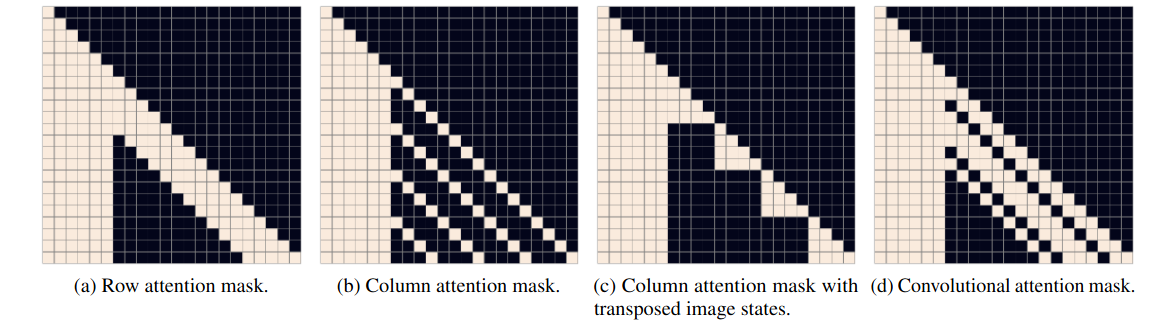 (a) Row attention mask.
(b) Column attention mask.
(c) Column attention mask with
transposed image states.
(d) Convolutional attention mask.